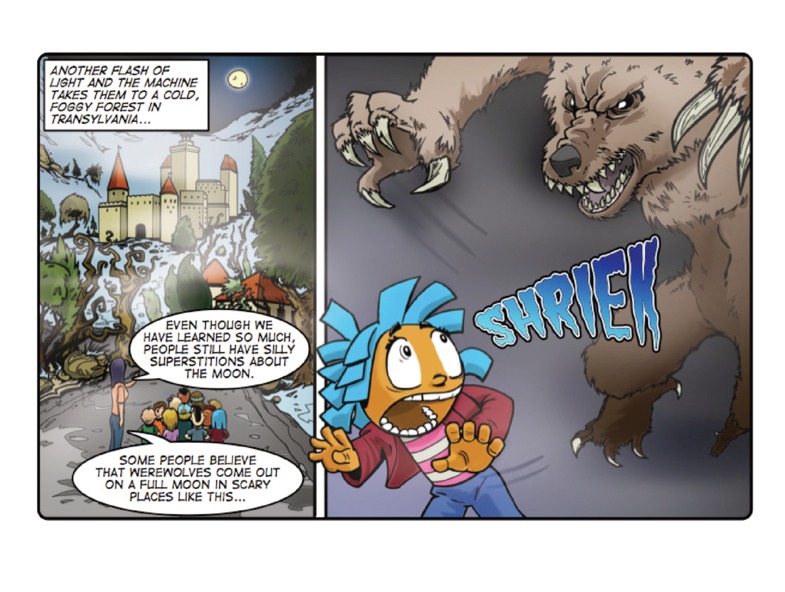 ANOTHER FLASH OF
LIGHT AND THE MACHINE
TAKES THEM TO A COLD,
FOGGY FOREST IN
TRANSYLVANIA...
EVEN THOUGH WE
HAVE LEARNED SO MUCH,
PEOPLE STILL HAVE SILLY
SUPERSTITIONS ABOUT
THE MOON.
SOME PEOPLE BELIEVE
THAT WEREWOLVES COME OUT
ON A FULL MOON IN SCARY
PLACES LIKE THIS...
SHRIEK